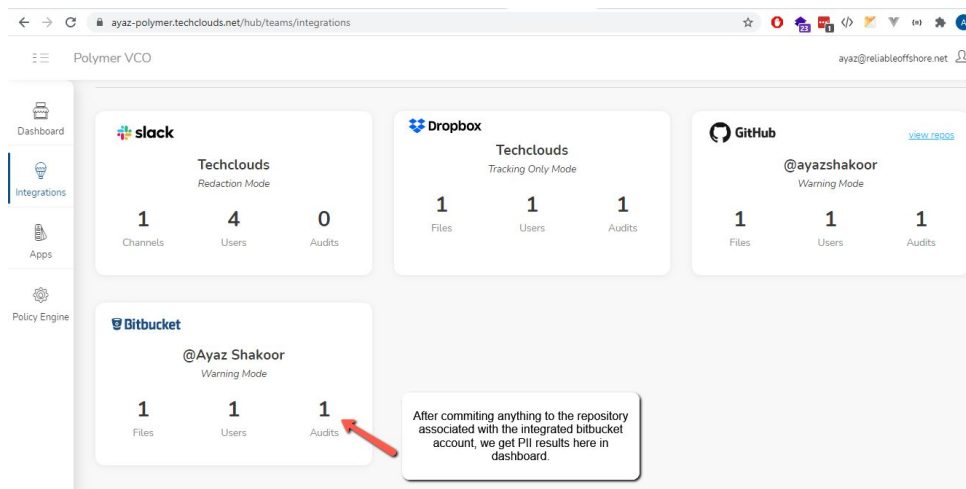 ayaz-polymer.techclouds.net/hub/teams/integrations
23
1
A
Polymer VCO
ayaz@reliableoffshore.net
Dashboard
Integrations
Apps
Policy Engine
slack
Techclouds
Redaction Mode
1 4 0
Channels Users Audits
Dropbox
Techclouds
Tracking Only Mode
1 1 1
Files Users Audits
GitHub view repos
@ayazshakoor
Warning Mode
1 1 1
Files Users Audits
Bitbucket
@Ayaz Shakoor
Warning Mode
1 1 1
Files Users Audits
After commiting anything to the repository
associated with the integrated bitbucket
account, we get PII results here in
dashboard.